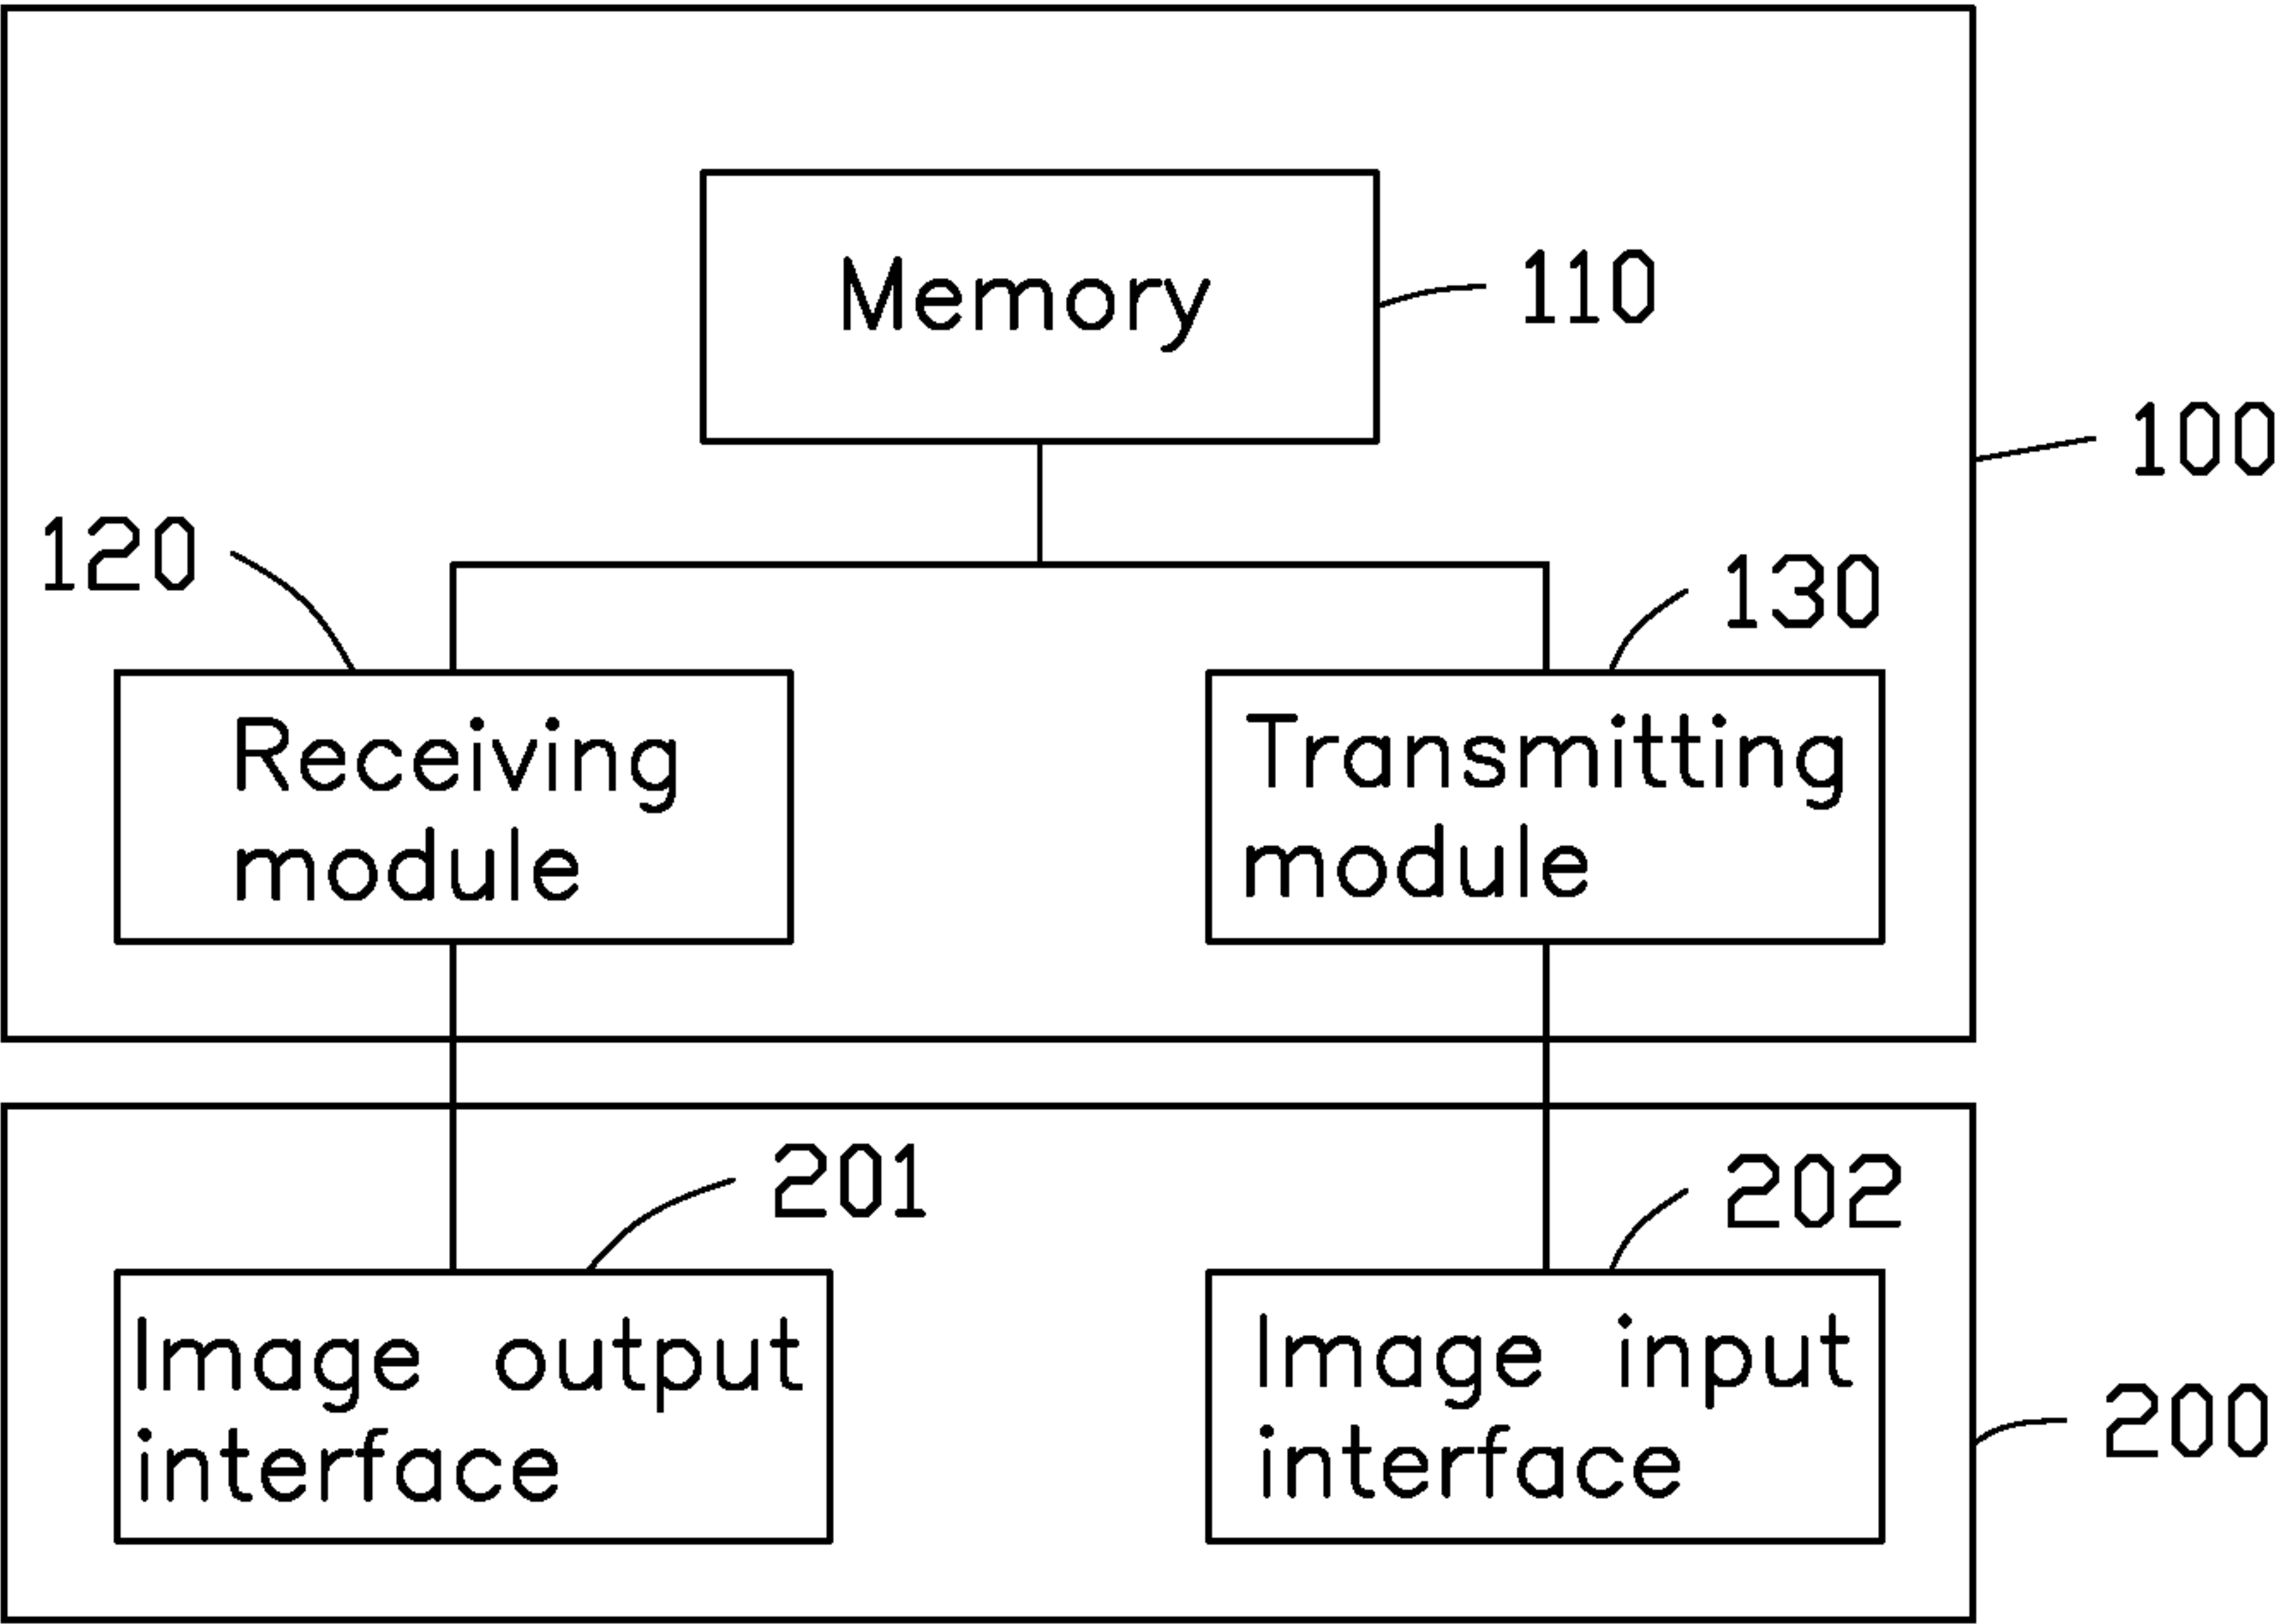 Memory
110
100
120
130
Receiving
module
Transmitting
module
201
202
Image output
interface
Image input
interface
200